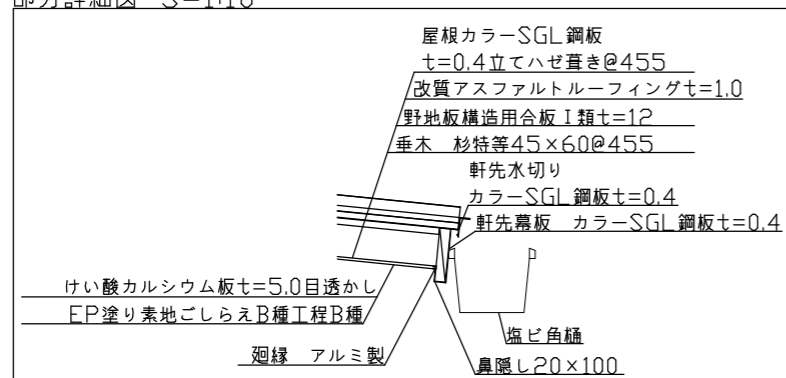 部分詳細図 S=1:10
屋根カラーSGL鋼板
t=0.4立てハゼ葺き@455
改質アスファルトルーフィングt=1.0
野地板構造用合板Ⅰ類t=12
垂木 杉特等45×60@455
軒先水切り
カラーSGL鋼板t=0.4
軒先幕板 カラーSGL鋼板t=0.4
けい酸カルシウム板t=5.0目透かし
EP塗り素地ごしらえB種工程B種
塩ビ角樋
廻縁 アルミ製
鼻隠し20×100